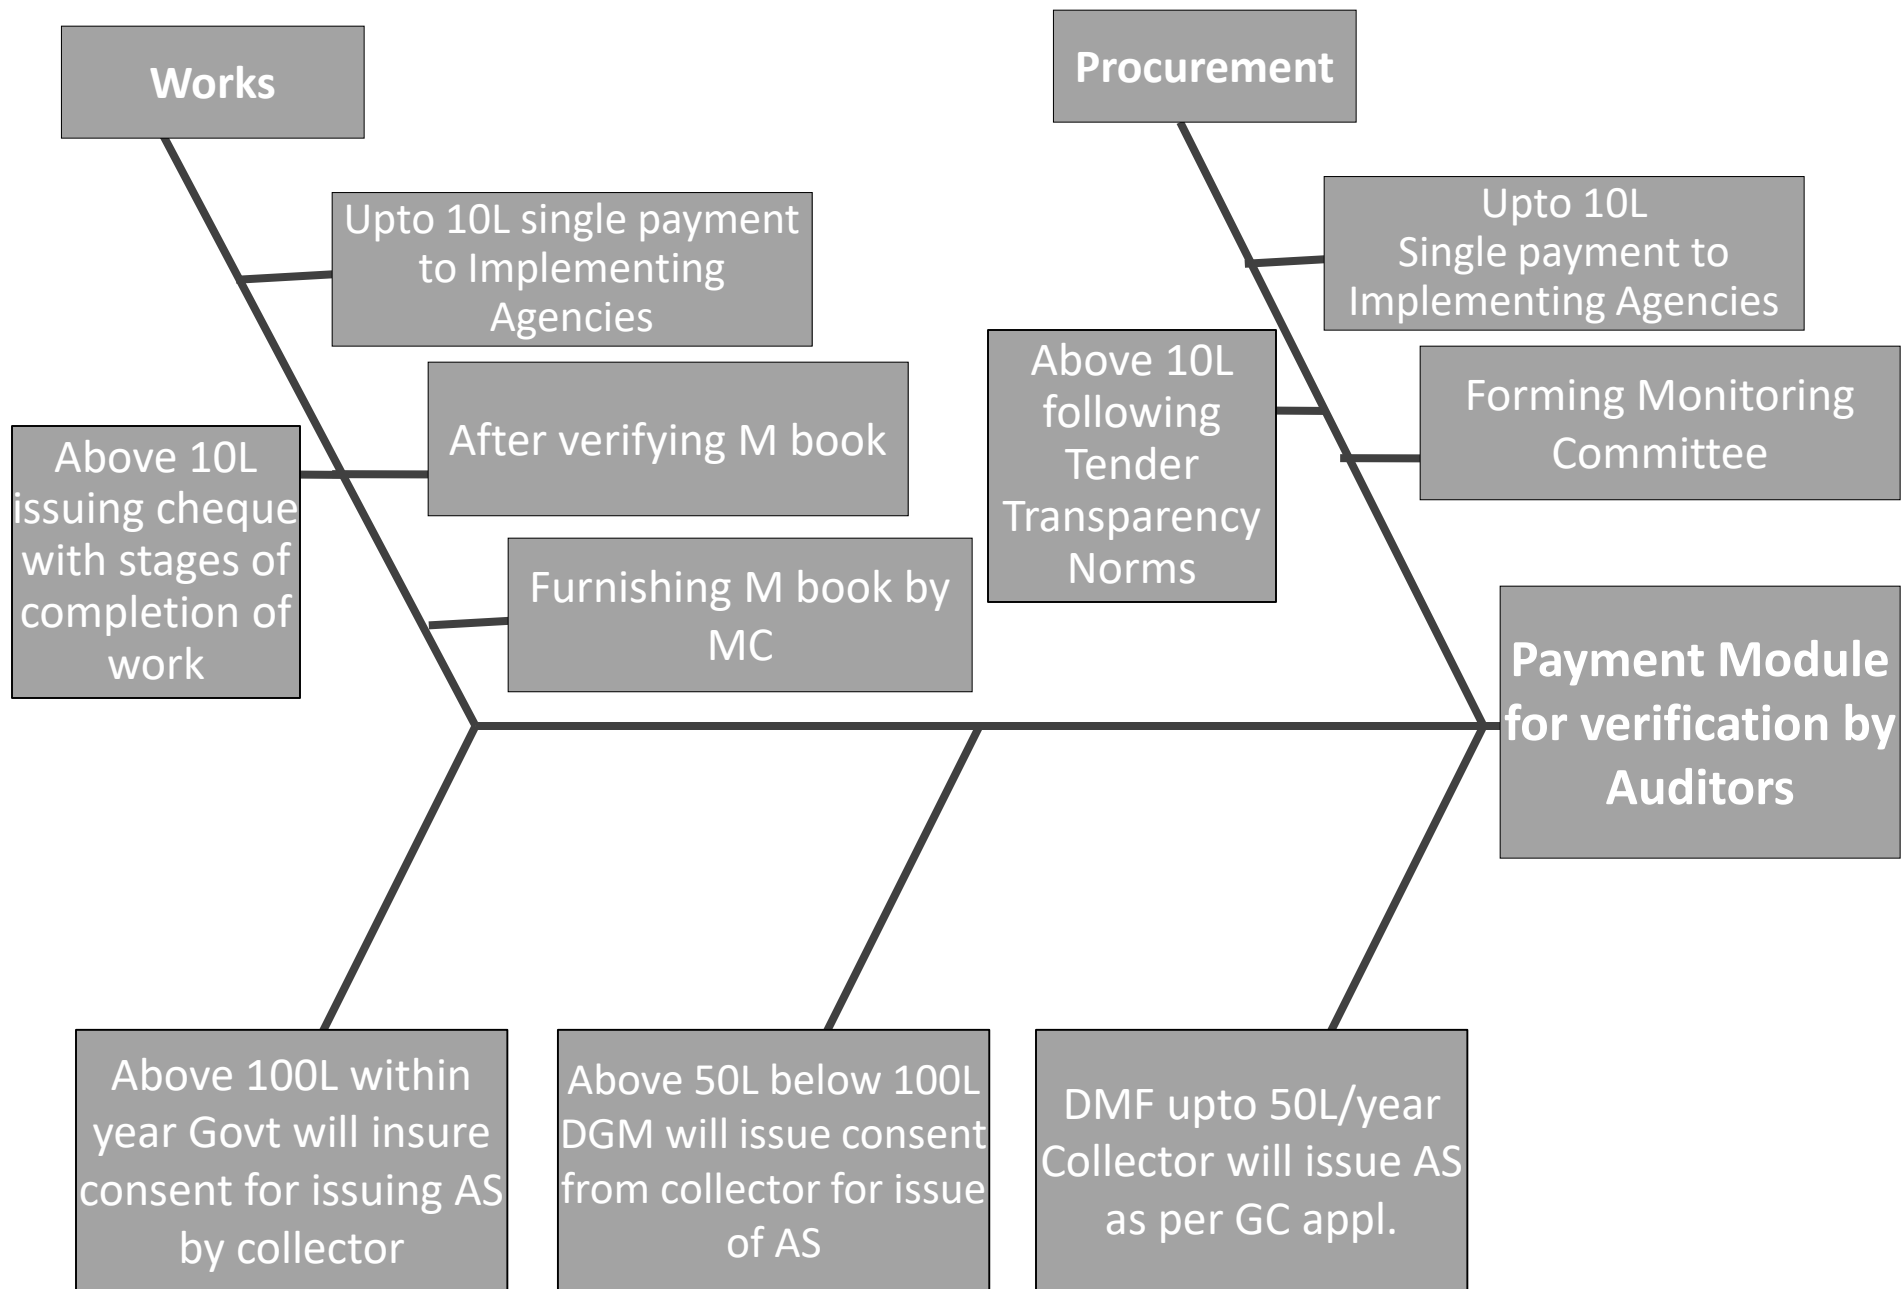 Works
Upto 10L single payment
to Implementing
Agencies
After verifying M book
Above 10L
issuing cheque
with stages of
completion of
work
Furnishing M book by
MC
Procurement
Upto 10L
Single payment to
Implementing Agencies
Above 10L
following
Tender
Transparency
Norms
Forming Monitoring
Committee
Payment Module
for verification by
Auditors
Above 100L within
year Govt will insure
consent for issuing AS
by collector
Above 50L below 100L
DGM will issue consent
from collector for issue
of AS
DMF upto 50L/year
Collector will issue AS
as per GC appl.